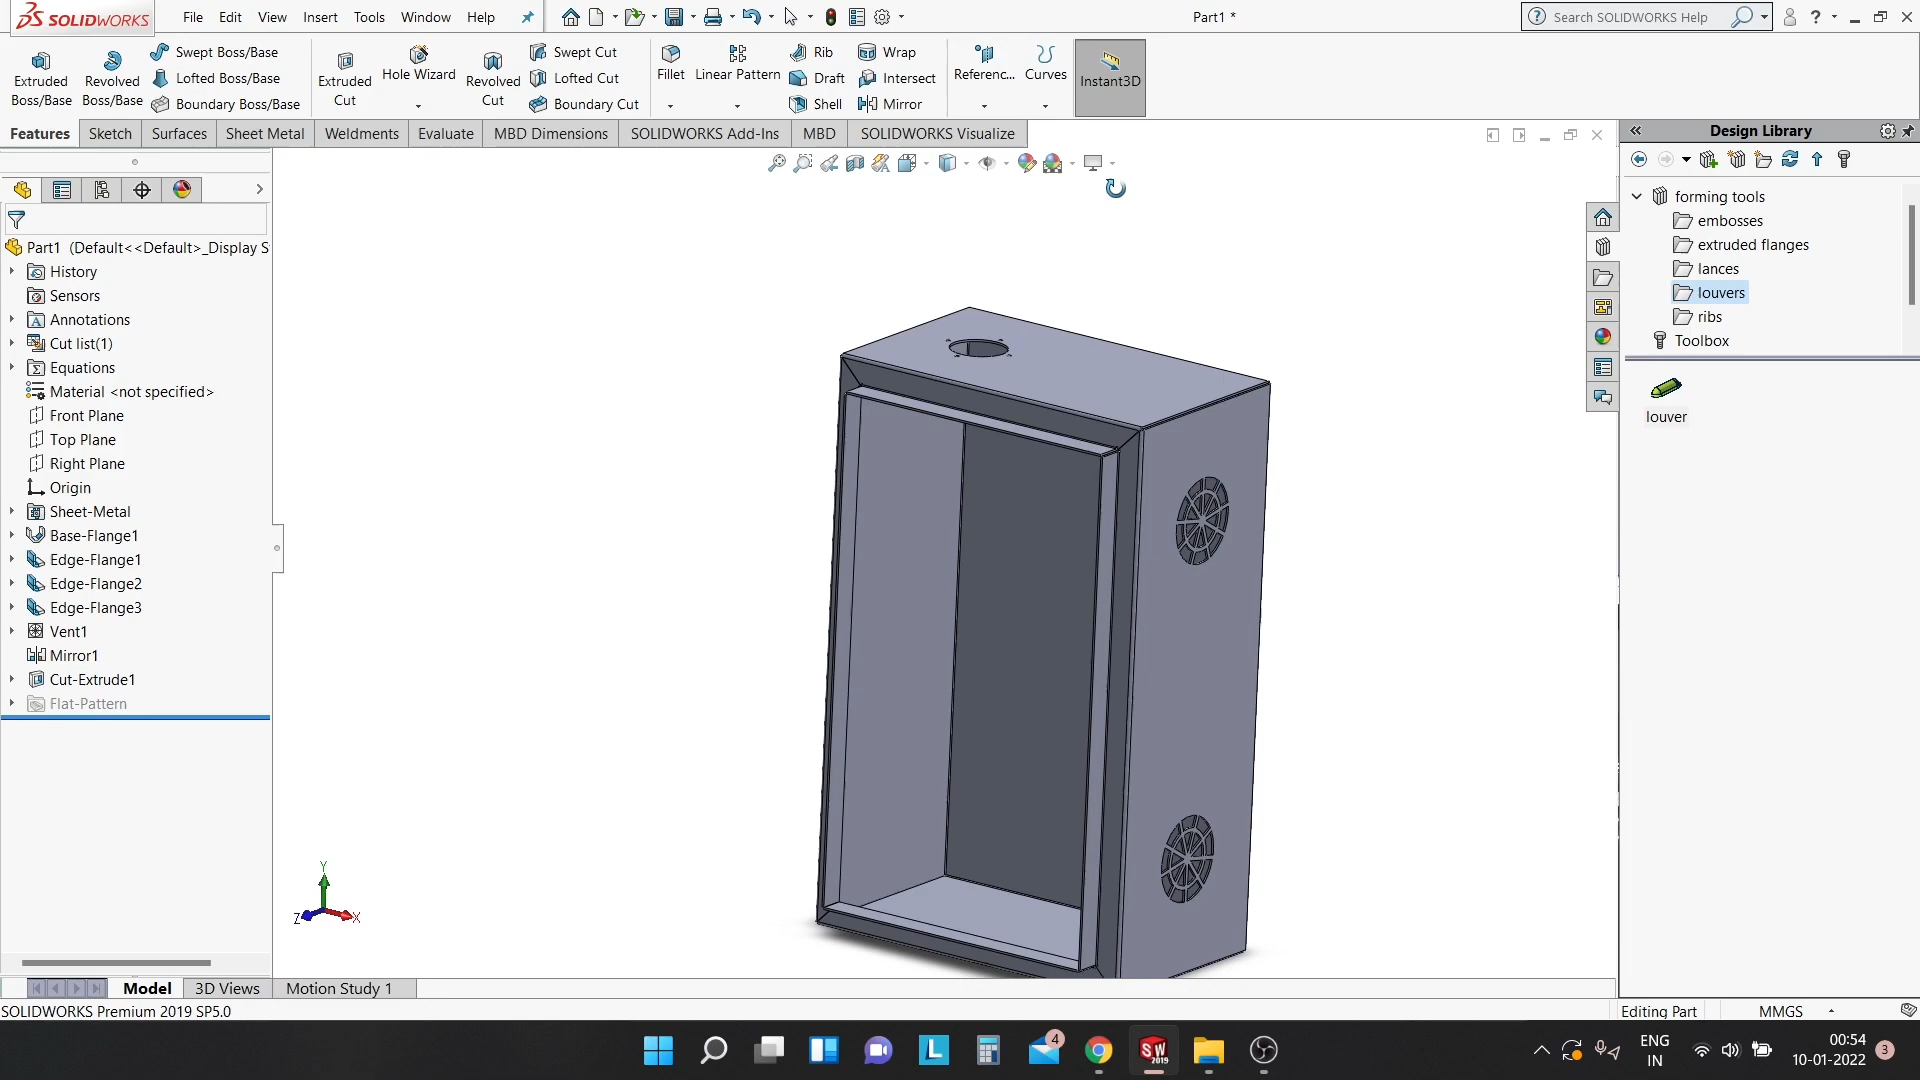 SOLIDWORKS
File Edit View Insert Tools Window Help
Part1 *
Search SOLIDWORKS Help
Extruded Boss/Base
Revolved Boss/Base
Swept Boss/Base
Lofted Boss/Base
Boundary Boss/Base
Extruded Cut
Hole Wizard
Revolved Cut
Swept Cut
Lofted Cut
Boundary Cut
Fillet
Linear Pattern
Rib
Draft
Shell
Wrap
Intersect
Mirror
Referenc...
Curves
Instant3D
Features Sketch Surfaces Sheet Metal Weldments Evaluate MBD Dimensions SOLIDWORKS Add-Ins MBD SOLIDWORKS Visualize
Part1 (Default<<Default>_Display S
History
Sensors
Annotations
Cut list(1)
Equations
Material <not specified>
Front Plane
Top Plane
Right Plane
Origin
Sheet-Metal
Base-Flange1
Edge-Flange1
Edge-Flange2
Edge-Flange3
Vent1
Mirror1
Cut-Extrude1
Flat-Pattern
Y
Z X
Design Library
forming tools
embosses
extruded flanges
lances
louvers
ribs
Toolbox
louver
Model 3D Views Motion Study 1
SOLIDWORKS Premium 2019 SP5.0
Editing Part MMGS
4
L
SW
2019
ENG
IN
00:54
10-01-2022
3